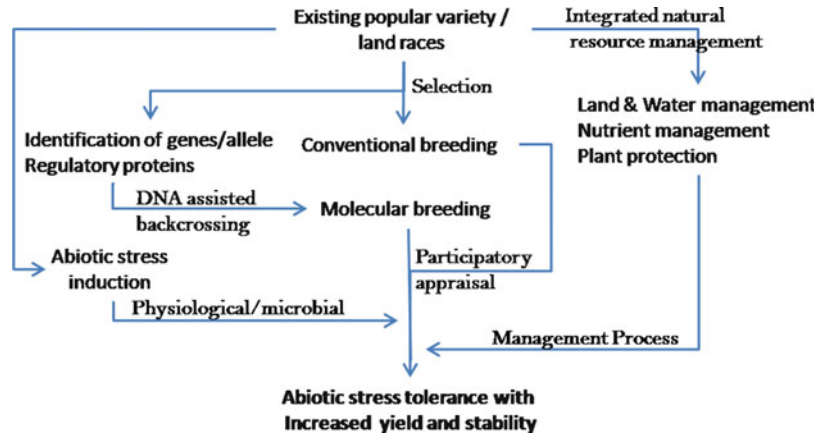 Existing popular variety /
land races
Integrated natural
resource management
Selection
Land & Water management
Nutrient management
Plant protection
Identification of genes/allele
Regulatory proteins
Conventional breeding
DNA assisted
backcrossing
Molecular breeding
Abiotic stress
induction
Participatory
appraisal
Physiological/microbial
Management Process
Abiotic stress tolerance with
Increased yield and stability